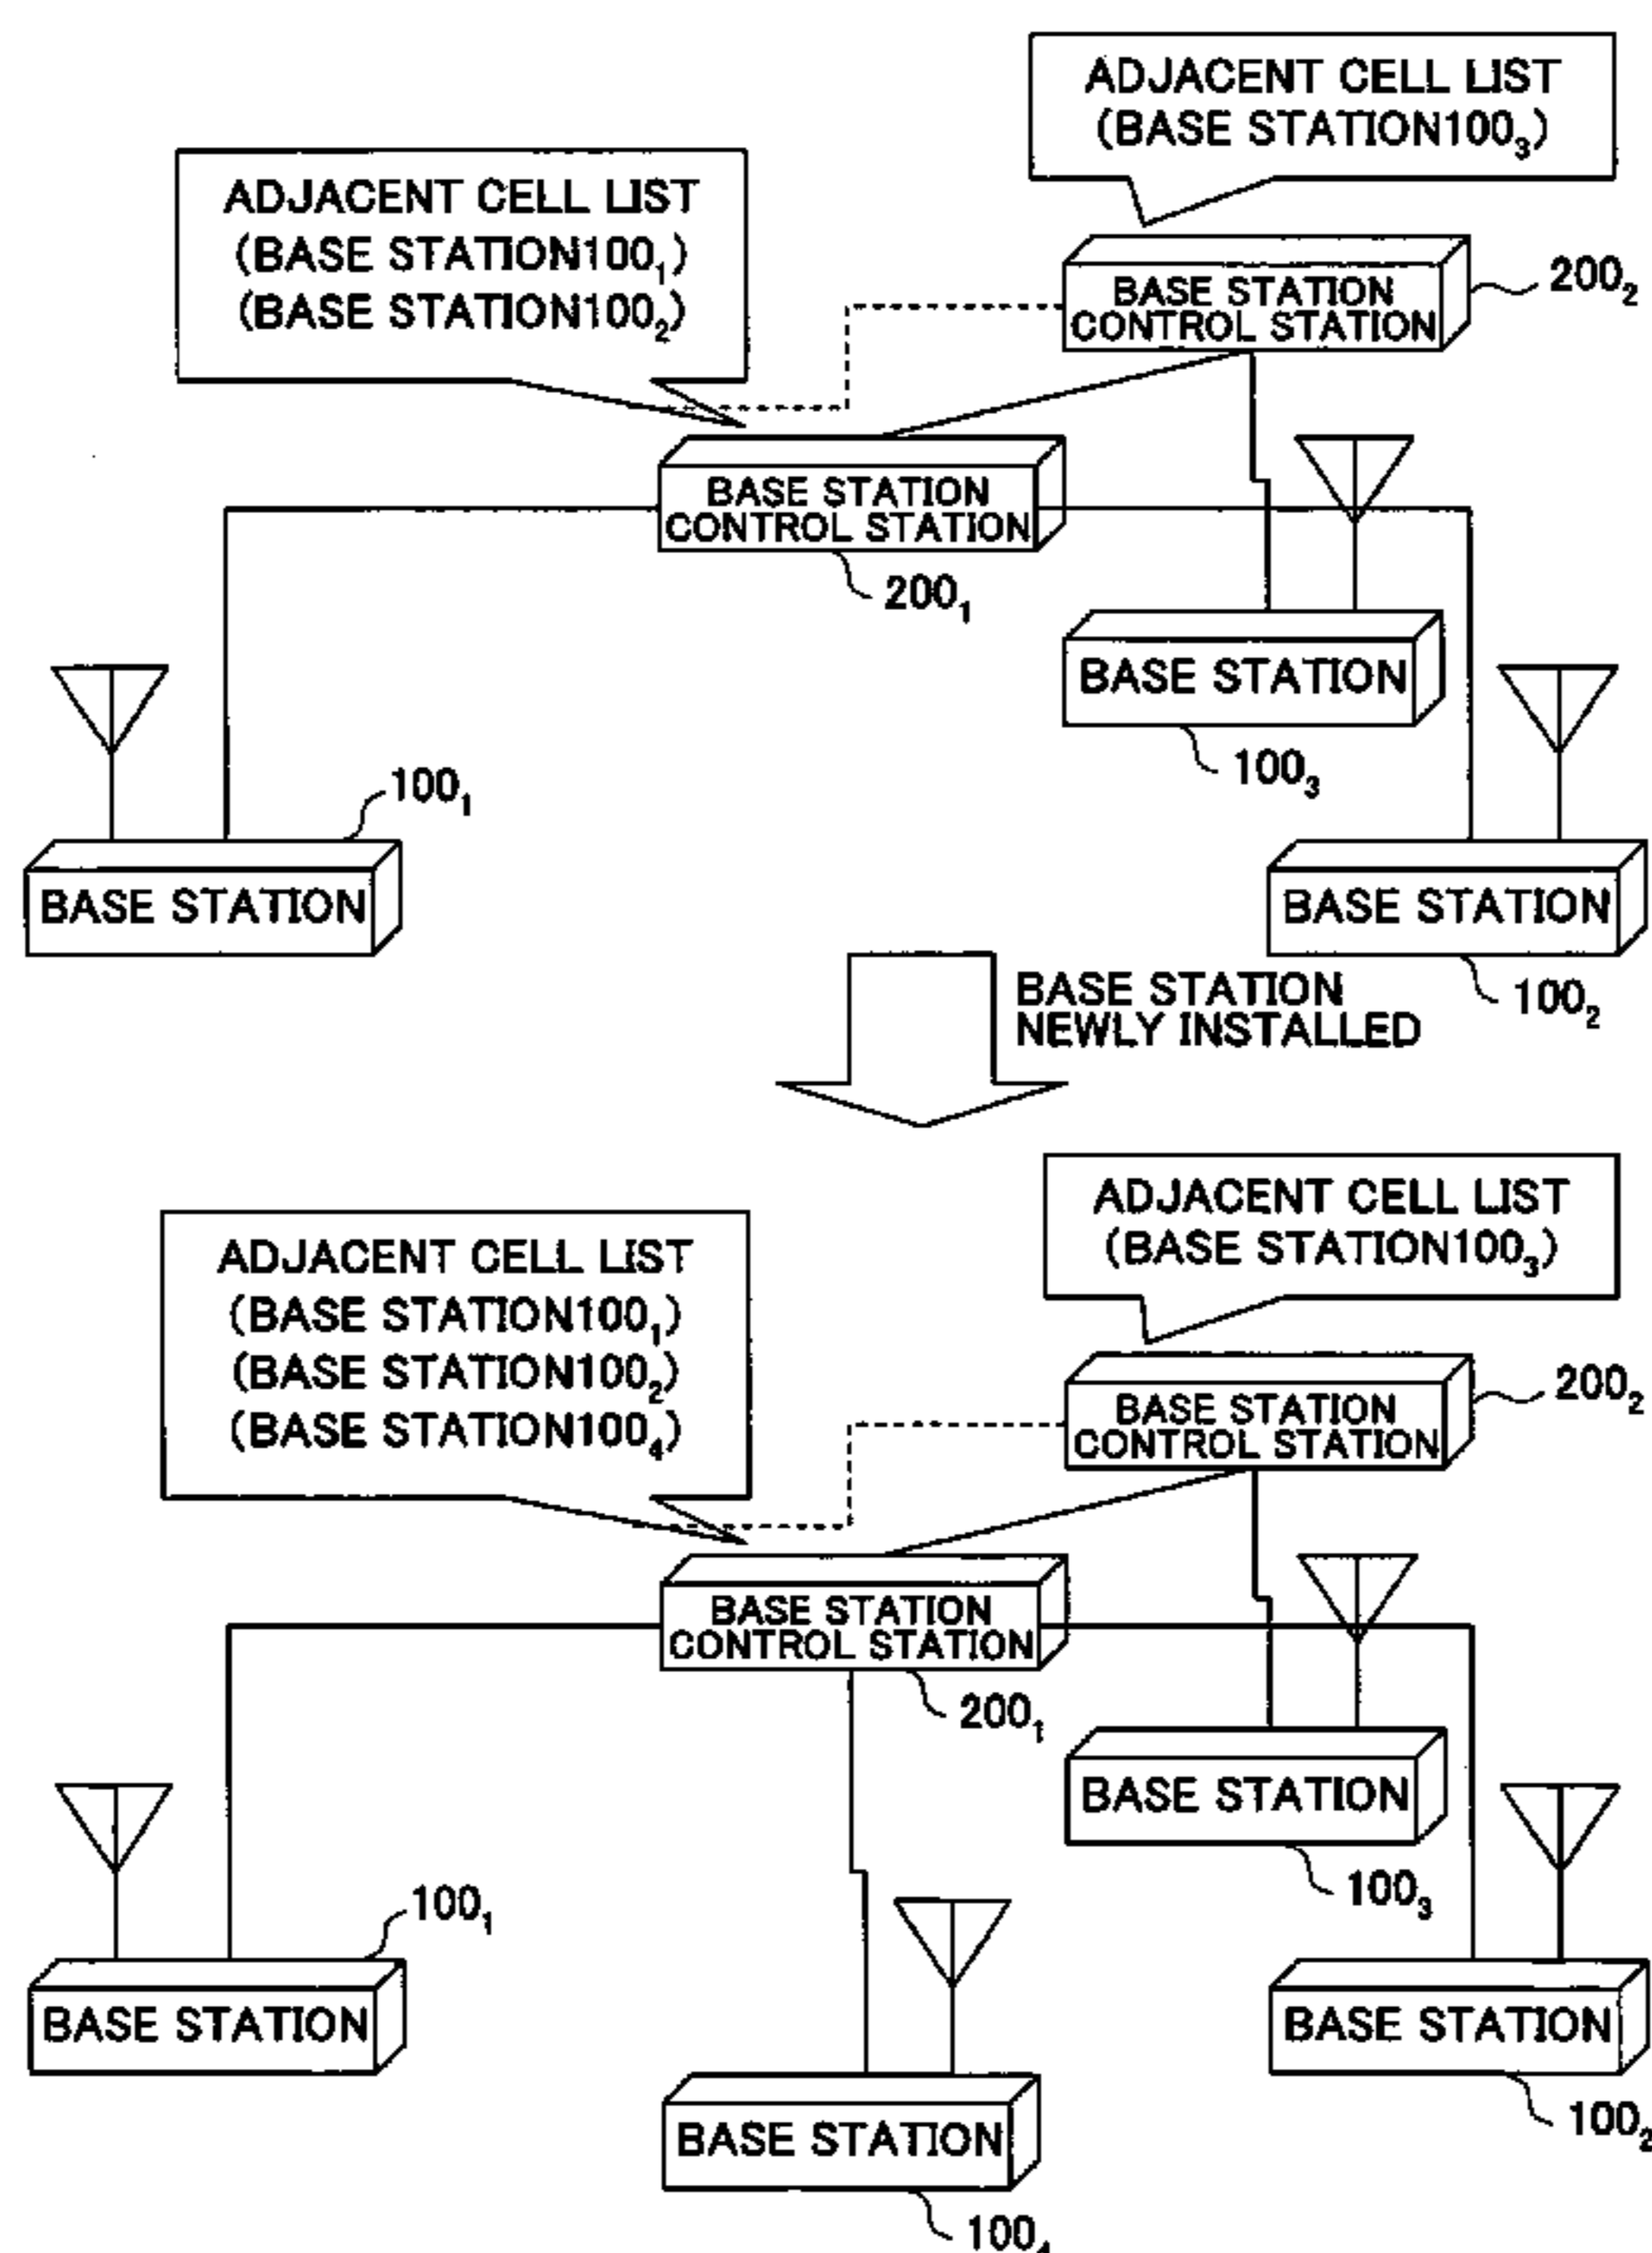 ADJACENT CELL LIST
(BASE STATION100₃)
ADJACENT CELL LIST
(BASE STATION100₁)
(BASE STATION100₂)
BASE STATION
CONTROL STATION
200₂
BASE STATION
CONTROL STATION
200₁
BASE STATION
100₃
100₁
BASE STATION
BASE STATION
100₂
BASE STATION
NEWLY INSTALLED
ADJACENT CELL LIST
(BASE STATION100₃)
ADJACENT CELL LIST
(BASE STATION100₁)
(BASE STATION100₂)
(BASE STATION100₄)
BASE STATION
CONTROL STATION
200₂
BASE STATION
CONTROL STATION
200₁
BASE STATION
100₃
100₁
BASE STATION
BASE STATION
100₂
BASE STATION
100₄